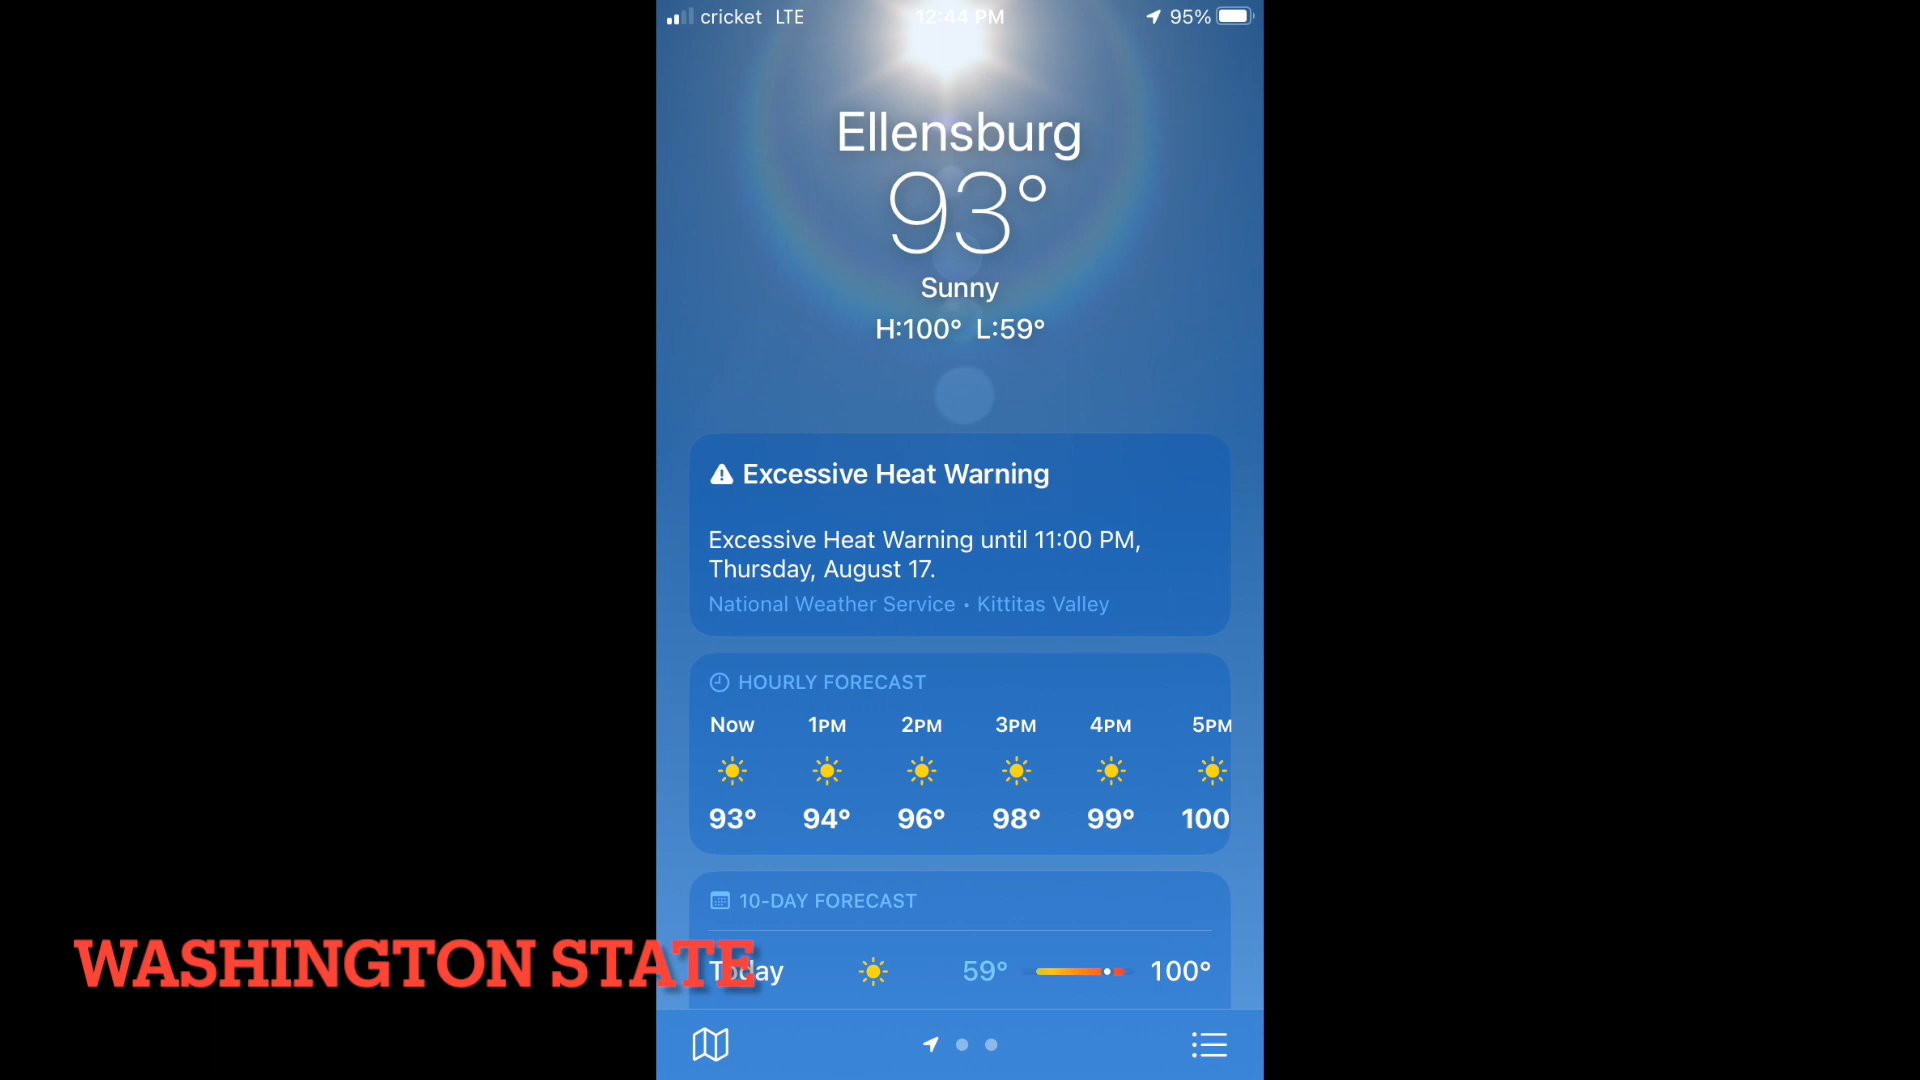 cricket LTE 12:44 PM 95%
Ellensburg
93°
Sunny
H:100° L:59°
Excessive Heat Warning
Excessive Heat Warning until 11:00 PM,
Thursday, August 17.
National Weather Service • Kittitas Valley
HOURLY FORECAST
Now 1PM 2PM 3PM 4PM 5PM
93° 94° 96° 98° 99° 100
10-DAY FORECAST
Today 59° 100°
WASHINGTON STATE